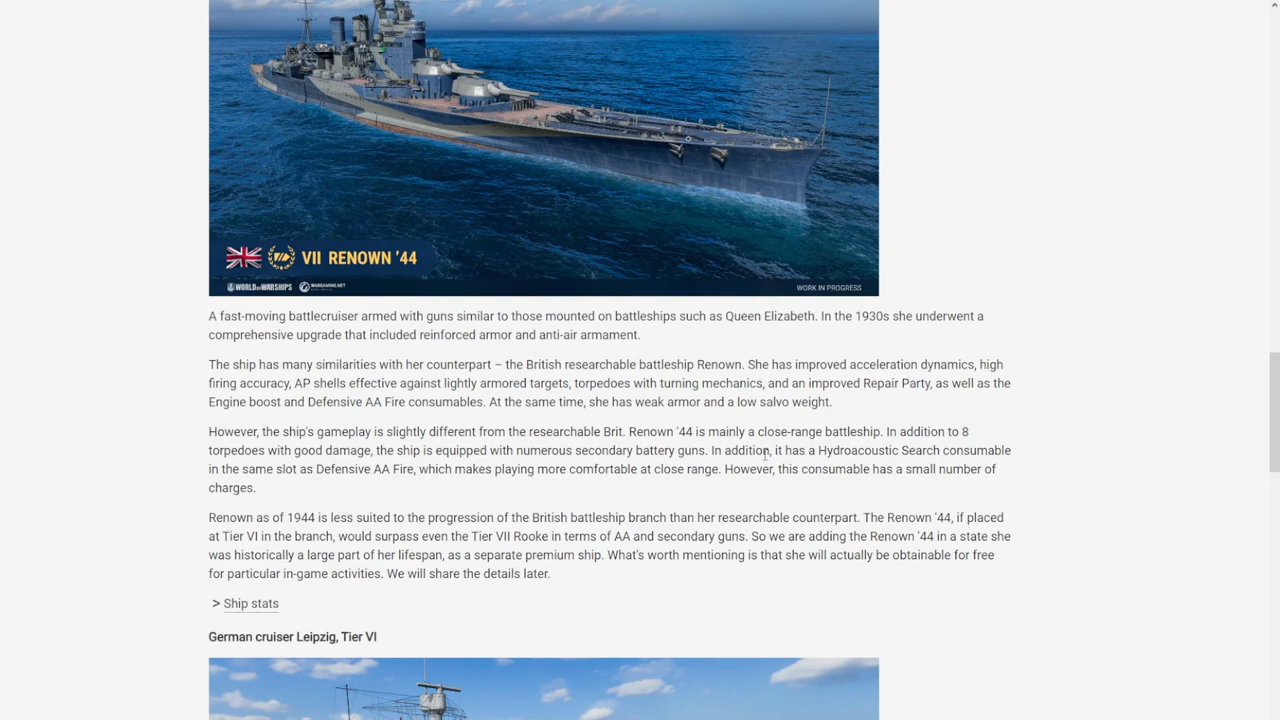 VII RENOWN '44
WORLD OF WARSHIPS WARGAMING.NET WORK IN PROGRESS
A fast-moving battlecruiser armed with guns similar to those mounted on battleships such as Queen Elizabeth. In the 1930s she underwent a
comprehensive upgrade that included reinforced armor and anti-air armament.
The ship has many similarities with her counterpart – the British researchable battleship Renown. She has improved acceleration dynamics, high
firing accuracy, AP shells effective against lightly armored targets, torpedoes with turning mechanics, and an improved Repair Party, as well as the
Engine boost and Defensive AA Fire consumables. At the same time, she has weak armor and a low salvo weight.
However, the ship's gameplay is slightly different from the researchable Brit. Renown '44 is mainly a close-range battleship. In addition to 8
torpedoes with good damage, the ship is equipped with numerous secondary battery guns. In addition, it has a Hydroacoustic Search consumable
in the same slot as Defensive AA Fire, which makes playing more comfortable at close range. However, this consumable has a small number of
charges.
Renown as of 1944 is less suited to the progression of the British battleship branch than her researchable counterpart. The Renown '44, if placed
at Tier VI in the branch, would surpass even the Tier VII Rooke in terms of AA and secondary guns. So we are adding the Renown '44 in a state she
was historically a large part of her lifespan, as a separate premium ship. What's worth mentioning is that she will actually be obtainable for free
for particular in-game activities. We will share the details later.
> Ship stats
German cruiser Leipzig, Tier VI